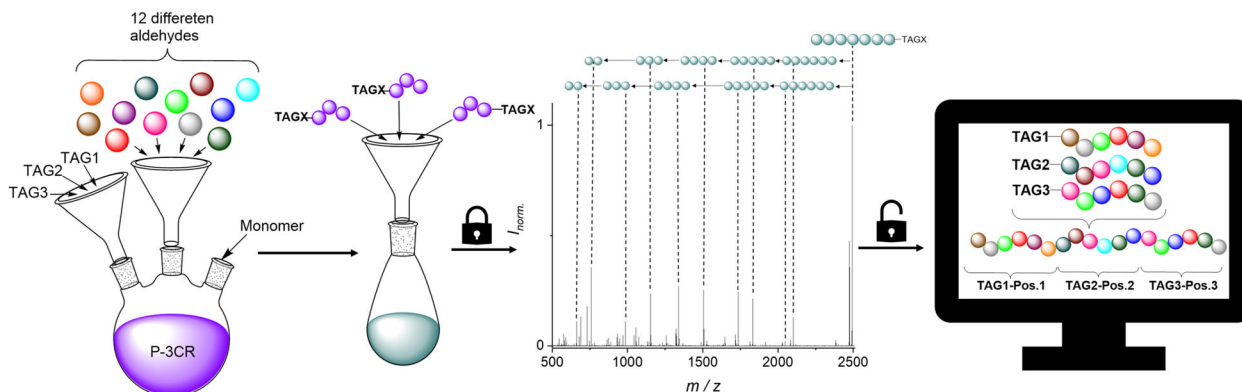 12 differeten
aldehydes
TAG1
TAG2
TAG3
Monomer
P-3CR
TAGX
TAGX
TAGX
TAGX
1
0
I norm.
500
1000
1500
2000
2500
m / z
TAG1
TAG2
TAG3
TAG1-Pos.1
TAG2-Pos.2
TAG3-Pos.3